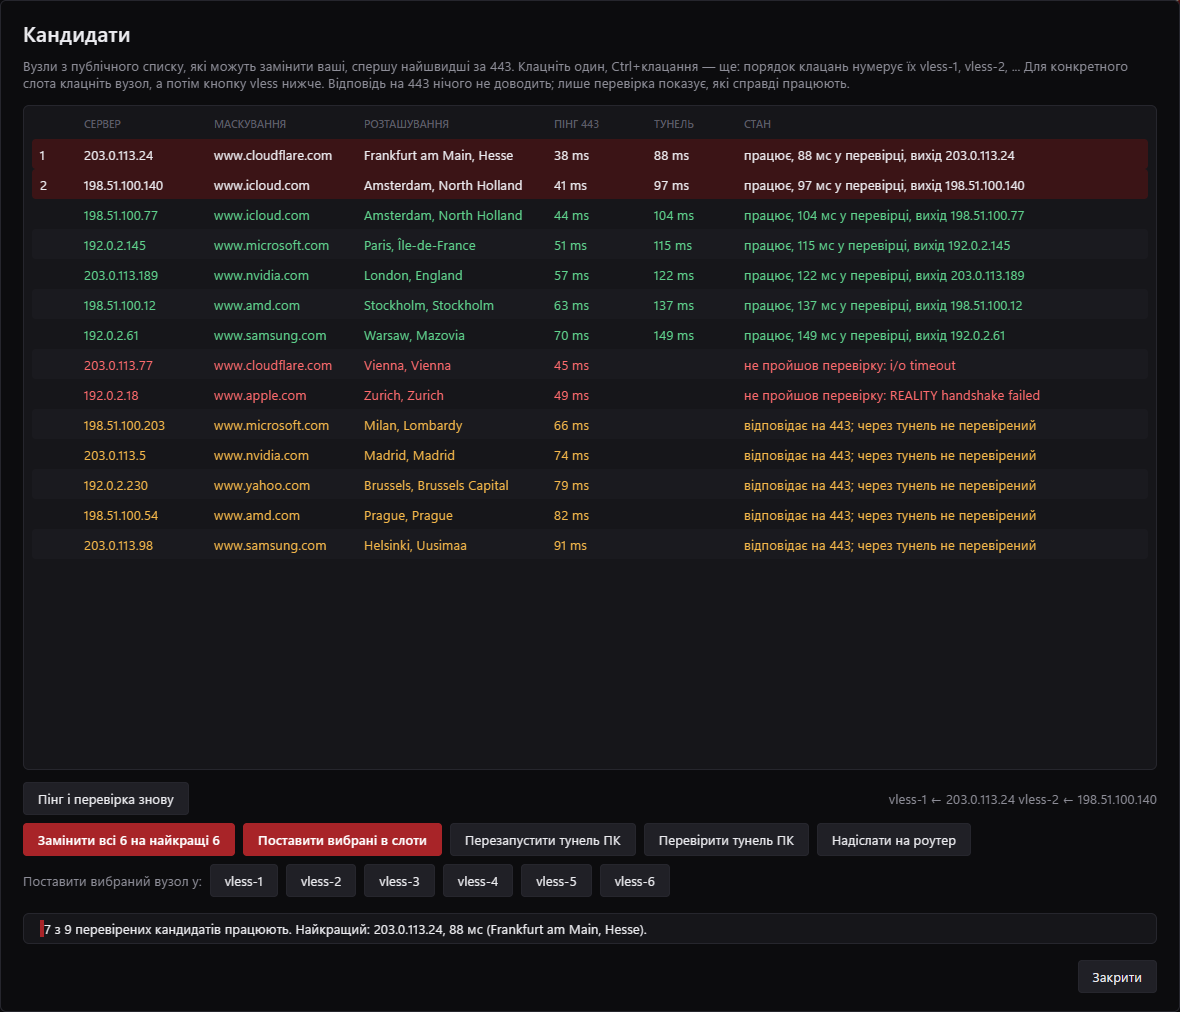 Кандидати
Вузли з публічного списку, які можуть замінити ваші, спершу найшвидші за 443. Клацніть один, Ctrl+клацання — ще: порядок клацань нумерує їх vless-1, vless-2, ... Для конкретного
слота клацніть вузол, а потім кнопку vless нижче. Відповідь на 443 нічого не доводить; лише перевірка показує, які справді працюють.
СЕРВЕР МАСКУВАННЯ РОЗТАШУВАННЯ ПІНГ 443 ТУНЕЛЬ СТАН
1 203.0.113.24 www.cloudflare.com Frankfurt am Main, Hesse 38 ms 88 ms працює, 88 мс у перевірці, вихід 203.0.113.24
2 198.51.100.140 www.icloud.com Amsterdam, North Holland 41 ms 97 ms працює, 97 мс у перевірці, вихід 198.51.100.140
198.51.100.77 www.icloud.com Amsterdam, North Holland 44 ms 104 ms працює, 104 мс у перевірці, вихід 198.51.100.77
192.0.2.145 www.microsoft.com Paris, Île-de-France 51 ms 115 ms працює, 115 мс у перевірці, вихід 192.0.2.145
203.0.113.189 www.nvidia.com London, England 57 ms 122 ms працює, 122 мс у перевірці, вихід 203.0.113.189
198.51.100.12 www.amd.com Stockholm, Stockholm 63 ms 137 ms працює, 137 мс у перевірці, вихід 198.51.100.12
192.0.2.61 www.samsung.com Warsaw, Mazovia 70 ms 149 ms працює, 149 мс у перевірці, вихід 192.0.2.61
203.0.113.77 www.cloudflare.com Vienna, Vienna 45 ms не пройшов перевірку: i/o timeout
192.0.2.18 www.apple.com Zurich, Zurich 49 ms не пройшов перевірку: REALITY handshake failed
198.51.100.203 www.microsoft.com Milan, Lombardy 66 ms відповідає на 443; через тунель не перевірений
203.0.113.5 www.nvidia.com Madrid, Madrid 74 ms відповідає на 443; через тунель не перевірений
192.0.2.230 www.yahoo.com Brussels, Brussels Capital 79 ms відповідає на 443; через тунель не перевірений
198.51.100.54 www.amd.com Prague, Prague 82 ms відповідає на 443; через тунель не перевірений
203.0.113.98 www.samsung.com Helsinki, Uusimaa 91 ms відповідає на 443; через тунель не перевірений
Пінг і перевірка знову vless-1 ← 203.0.113.24 vless-2 ← 198.51.100.140
Замінити всі 6 на найкращі 6 Поставити вибрані в слоти Перезапустити тунель ПК Перевірити тунель ПК Надіслати на роутер
Поставити вибраний вузол у: vless-1 vless-2 vless-3 vless-4 vless-5 vless-6
7 з 9 перевірених кандидатів працюють. Найкращий: 203.0.113.24, 88 мс (Frankfurt am Main, Hesse).
Закрити